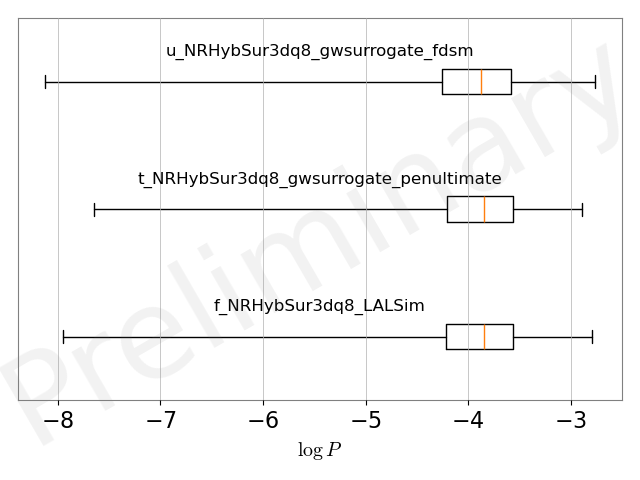 u_NRHybSur3dq8_gwsurrogate_fdsm
t_NRHybSur3dq8_gwsurrogate_penultimate
f_NRHybSur3dq8_LALSim
Preliminary
−8 −7 −6 −5 −4 −3
log P